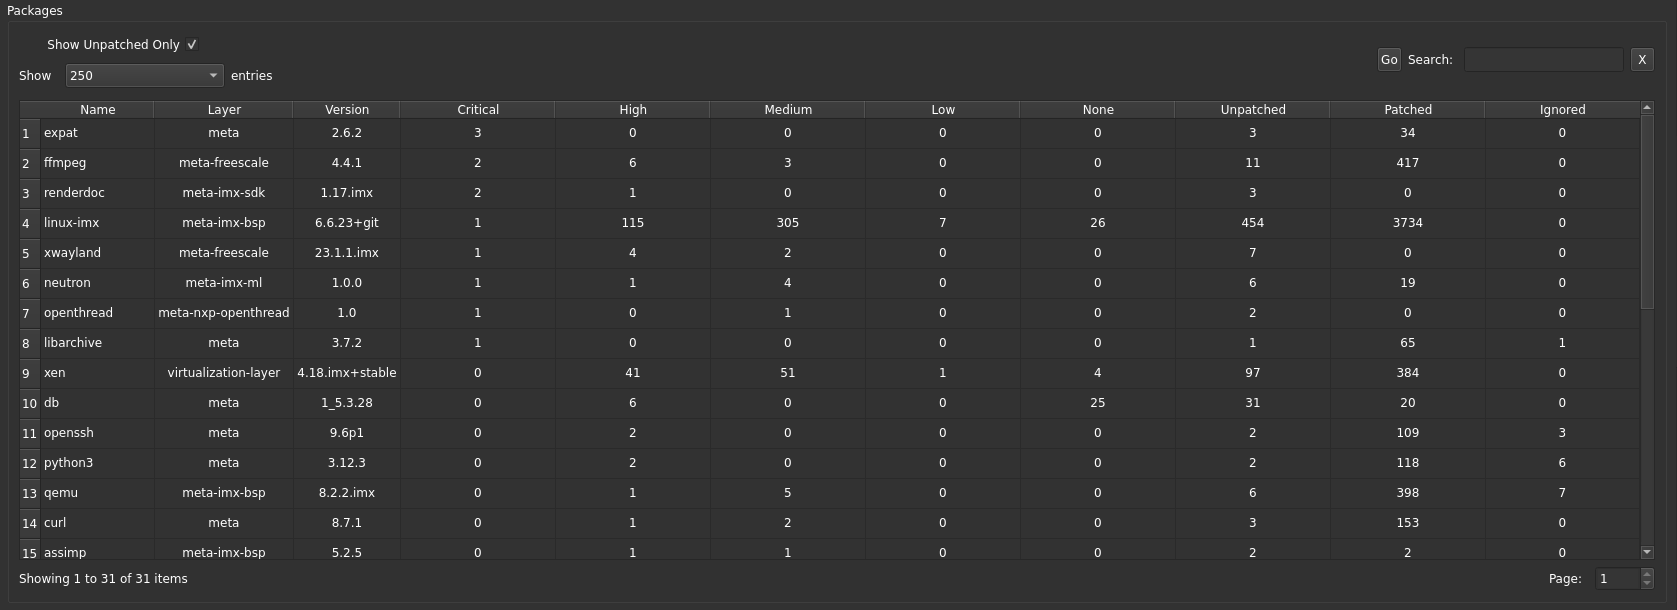 Packages
Show Unpatched Only
Go Search: X
Show 250 entries
Name Layer Version Critical High Medium Low None Unpatched Patched Ignored
1 expat meta 2.6.2 3 0 0 0 0 3 34 0
2 ffmpeg meta-freescale 4.4.1 2 6 3 0 0 11 417 0
3 renderdoc meta-imx-sdk 1.17.imx 2 1 0 0 0 3 0 0
4 linux-imx meta-imx-bsp 6.6.23+git 1 115 305 7 26 454 3734 0
5 xwayland meta-freescale 23.1.1.imx 1 4 2 0 0 7 0 0
6 neutron meta-imx-ml 1.0.0 1 1 4 0 0 6 19 0
7 openthread meta-nxp-openthread 1.0 1 0 1 0 0 2 0 0
8 libarchive meta 3.7.2 1 0 0 0 0 1 65 1
9 xen virtualization-layer 4.18.imx+stable 0 41 51 1 4 97 384 0
10 db meta 1_5.3.28 0 6 0 0 25 31 20 0
11 openssh meta 9.6p1 0 2 0 0 0 2 109 3
12 python3 meta 3.12.3 0 2 0 0 0 2 118 6
13 qemu meta-imx-bsp 8.2.2.imx 0 1 5 0 0 6 398 7
14 curl meta 8.7.1 0 1 2 0 0 3 153 0
15 assimp meta-imx-bsp 5.2.5 0 1 1 0 0 2 2 0
Showing 1 to 31 of 31 items
Page: 1